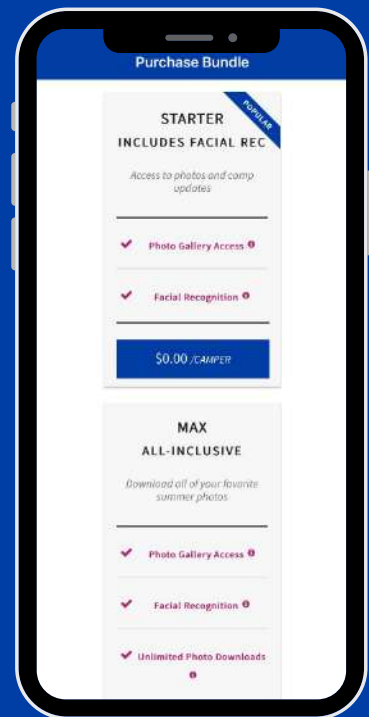 Purchase Bundle
POPULAR
STARTER
INCLUDES FACIAL REC
Access to photos and camp
updates
Photo Gallery Access
Facial Recognition
$0.00 /CAMPER
MAX
ALL-INCLUSIVE
Download all of your favorite
summer photos
Photo Gallery Access
Facial Recognition
Unlimited Photo Downloads